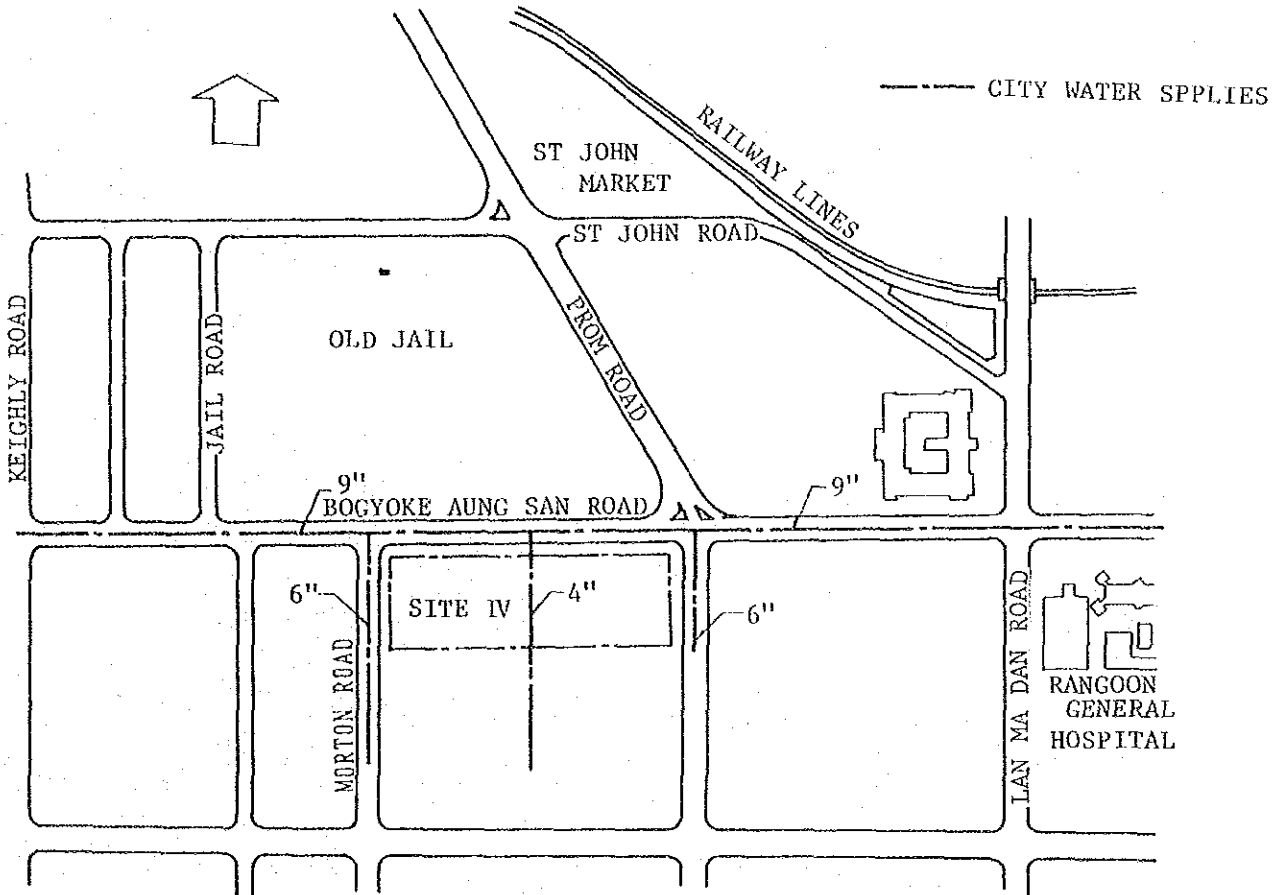 CITY WATER SPPLIES
RAILWAY LINES
ST JOHN
MARKET
ST JOHN ROAD
KEIGHLY ROAD
JAIL ROAD
OLD JAIL
PROM ROAD
9"
BOGYOKE AUNG SAN ROAD
9"
6"
SITE IV
4"
6"
MORTON ROAD
LAN MA DAN ROAD
RANGOON
GENERAL
HOSPITAL